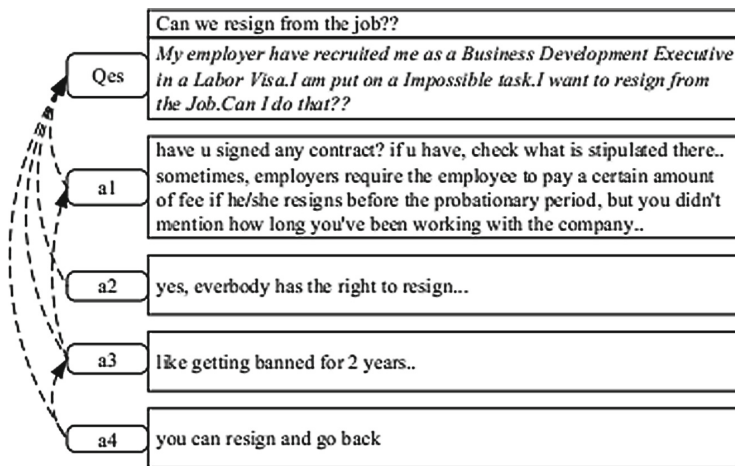 Can we resign from the job??
Qes
My employer have recruited me as a Business Development Executive
in a Labor Visa.I am put on a Impossible task.I want to resign from
the Job.Can I do that??
a1
have u signed any contract? if u have, check what is stipulated there..
sometimes, employers require the employee to pay a certain amount
of fee if he/she resigns before the probationary period, but you didn't
mention how long you've been working with the company..
a2
yes, everbody has the right to resign...
a3
like getting banned for 2 years..
a4
you can resign and go back